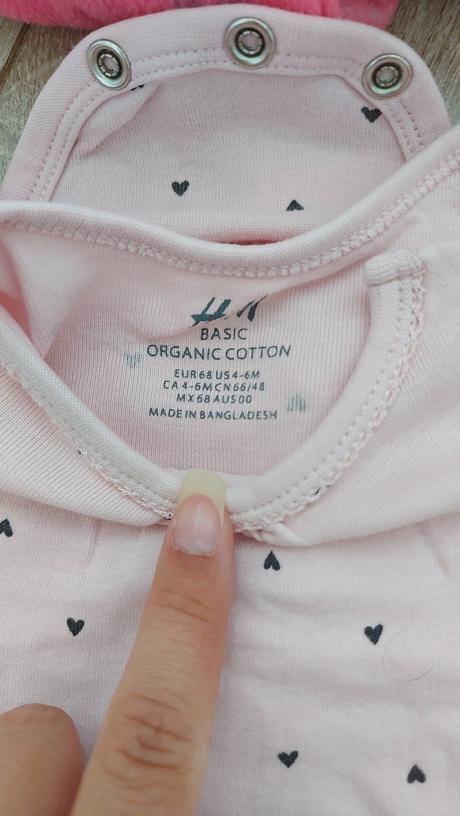 H M
BASIC
ORGANIC COTTON
EUR 68 US 4-6M
CA 4-6M CN 66/48
MX 68 AUS 00
MADE IN BANGLADESH